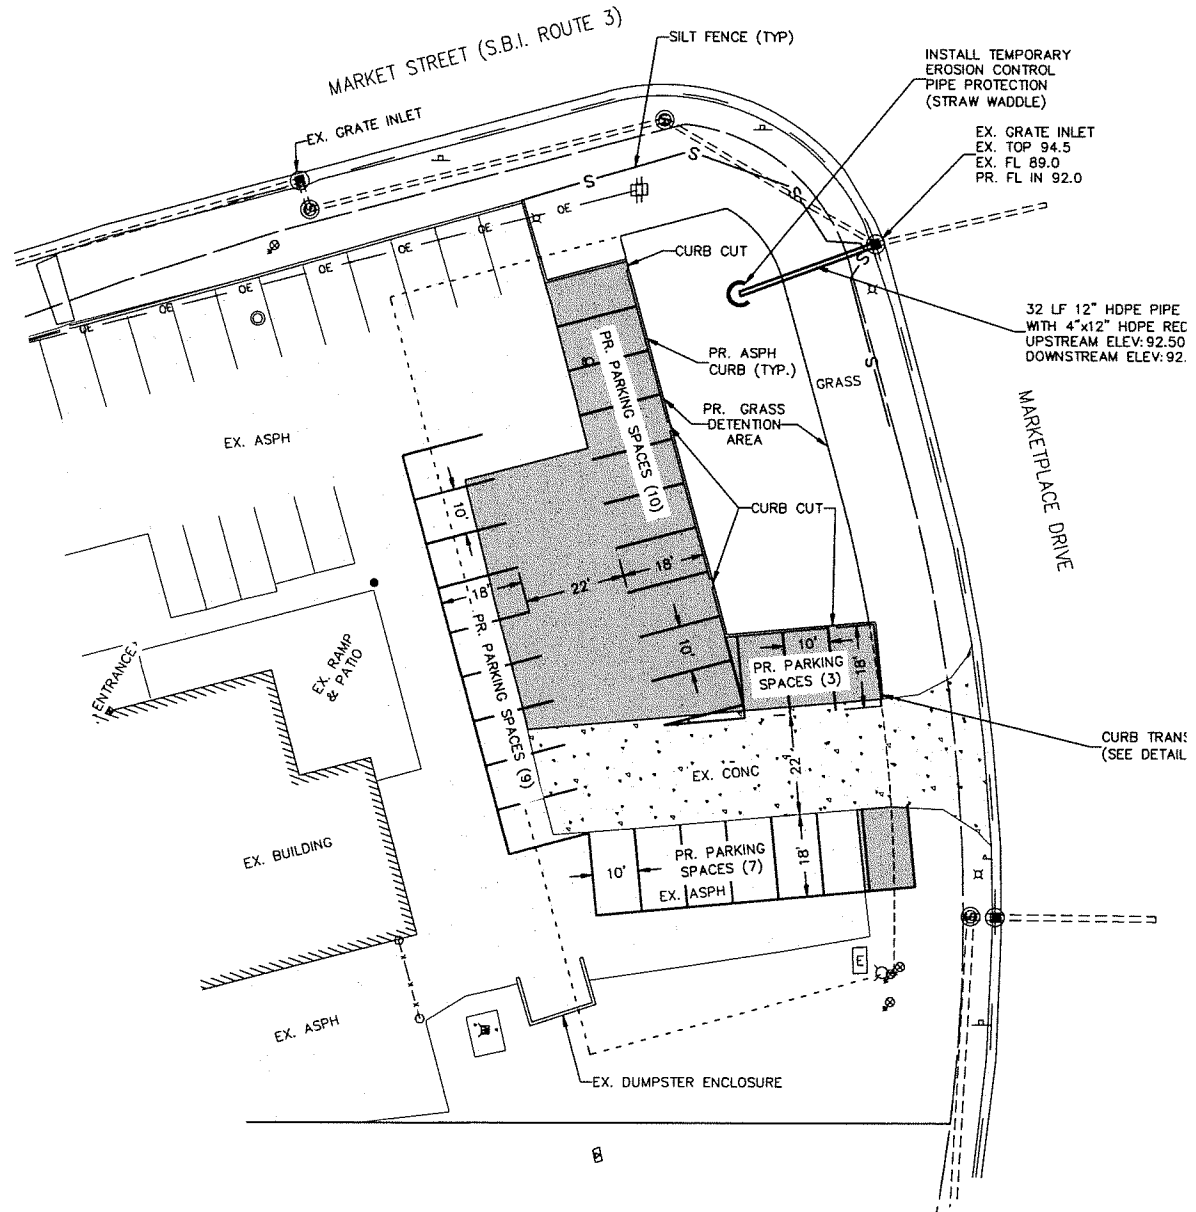 MARKET STREET (S.B.I. ROUTE 3)
SILT FENCE (TYP)
INSTALL TEMPORARY
EROSION CONTROL
PIPE PROTECTION
(STRAW WADDLE)
EX. GRATE INLET
EX. GRATE INLET
EX. TOP 94.5
EX. FL 89.0
PR. FL IN 92.0
S
S
S
S
S
S
S
S
OE
OE
OE
OE
OE
OE
CURB CUT
32 LF 12" HDPE PIPE
WITH 4"x12" HDPE RED
UPSTREAM ELEV: 92.50
DOWNSTREAM ELEV: 92.
PR. ASPH
CURB (TYP.)
GRASS
PR. PARKING SPACES (10)
PR. GRASS
DETENTION
AREA
MARKETPLACE DRIVE
EX. ASPH
10'
CURB CUT
18'
22'
18'
10'
PR. PARKING SPACES (9)
ENTRANCE
EX. RAMP
& PATIO
10'
18'
PR. PARKING
SPACES (3)
CURB TRANS
(SEE DETAIL
EX. CONC
22'
EX. BUILDING
PR. PARKING
SPACES (7)
10'
18'
EX. ASPH
E
EX. ASPH
EX. DUMPSTER ENCLOSURE